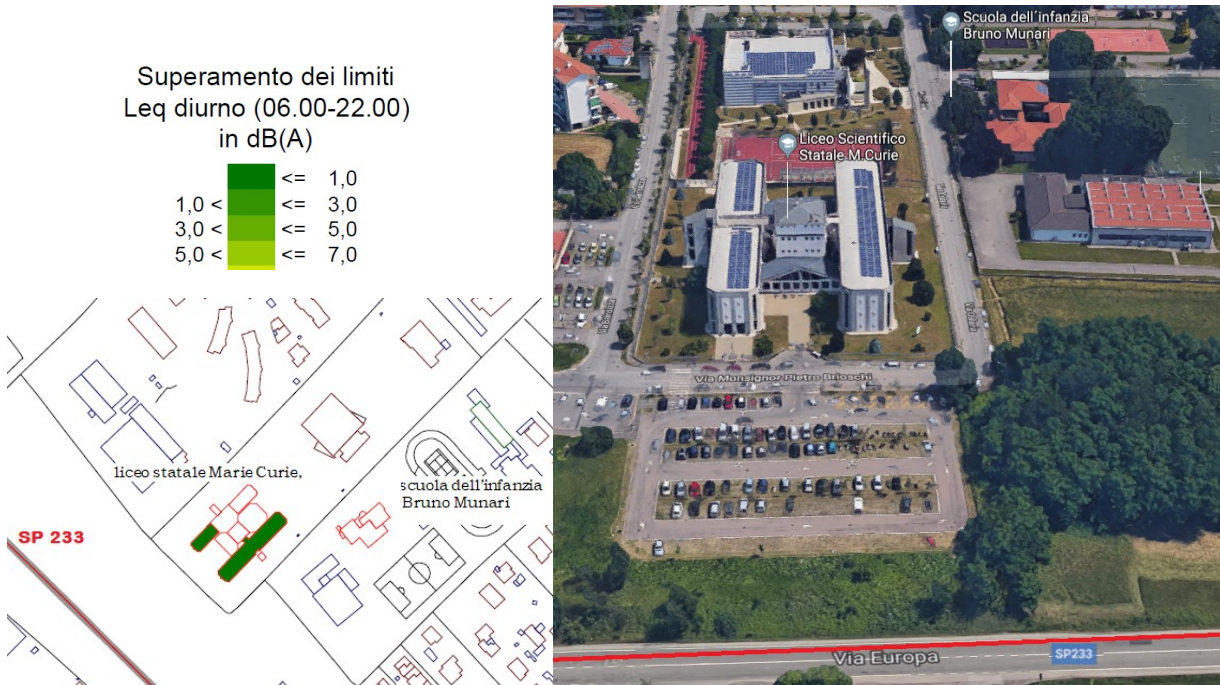 Superamento dei limiti
Leq diurno (06.00-22.00)
in dB(A)
<= 1,0
1,0 < <= 3,0
3,0 < <= 5,0
5,0 < <= 7,0
liceo statale Marie Curie,
scuola dell'infanzia
Bruno Munari
SP 233
Scuola dell'infanzia
Bruno Munari
Liceo Scientifico
Statale M.Curie
Via Monsignor Pietro Brioschi
Via Europa
SP233